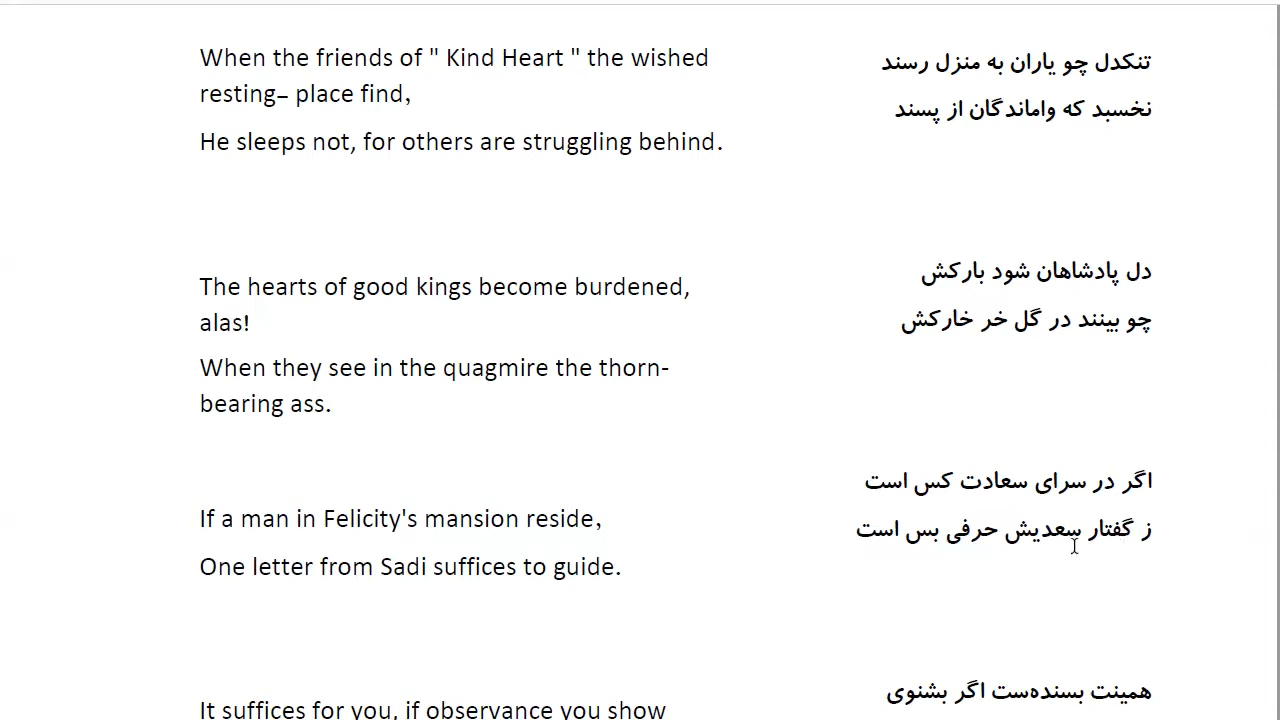 When the friends of " Kind Heart " the wished
resting– place find,
He sleeps not, for others are struggling behind.
تنکدل چو یاران به منزل رسند
نخسبد که واماندگان از پسند
The hearts of good kings become burdened,
alas!
When they see in the quagmire the thorn-
bearing ass.
دل پادشاهان شود بارکش
چو بینند در گل خر خارکش
If a man in Felicity's mansion reside,
One letter from Sadi suffices to guide.
اگر در سرای سعادت کس است
ز گفتار سعدیش حرفی بس است
It suffices for you, if observance you show
همینت بسنده‌ست اگر بشنوی